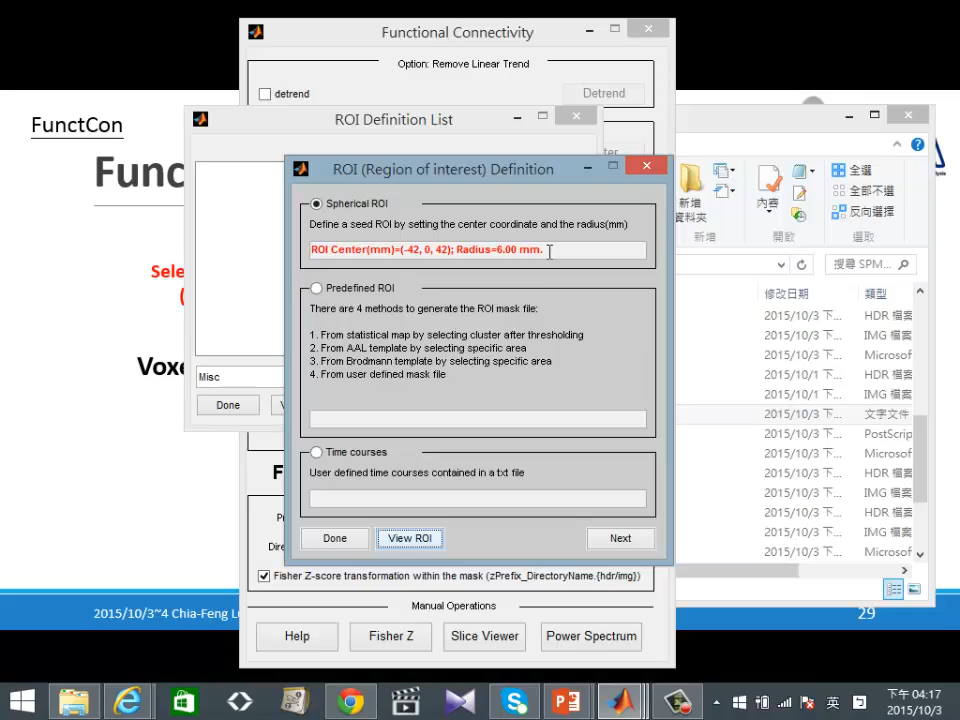 Functional Connectivity
Option: Remove Linear Trend
detrend
Detrend
FunctCon
ROI Definition List
ter
Func
ROI (Region of interest) Definition
Spherical ROI
Define a seed ROI by setting the center coordinate and the radius(mm)
ROI Center(mm)=(-42, 0, 42); Radius=6.00 mm.
Sele
(
Predefined ROI
There are 4 methods to generate the ROI mask file:
1. From statistical map by selecting cluster after thresholding
2. From AAL template by selecting specific area
3. From Brodmann template by selecting specific area
4. From user defined mask file
Voxe
Misc
Done
V
Time courses
User defined time courses contained in a txt file
F
Done
View ROI
Next
Pr
Dire
Fisher Z-score transformation within the mask (zPrefix_DirectoryName.{hdr/img})
Manual Operations
Help
Fisher Z
Slice Viewer
Power Spectrum
新增
資料夾
內容
全選
全部不選
反向選擇
新增
開啟
選取
搜尋 SPM...
修改日期
類型
2015/10/3 下... HDR 檔案
2015/10/1 下... IMG 檔案
2015/10/3 下... Microsof
2015/10/3 下... HDR 檔案
2015/10/1 下... IMG 檔案
2015/10/3 下... 文字文件
2015/10/3 下... PostScrip
2015/10/3 下... Microsof
2015/10/3 下... HDR 檔案
2015/10/3 下... IMG 檔案
2015/10/3 下... HDR 檔案
2015/10/3 下... IMG 檔案
2015/10/3 下... Microsof
2015/10/3~4 Chia-Feng L
29
英
下午 04:17
2015/10/3